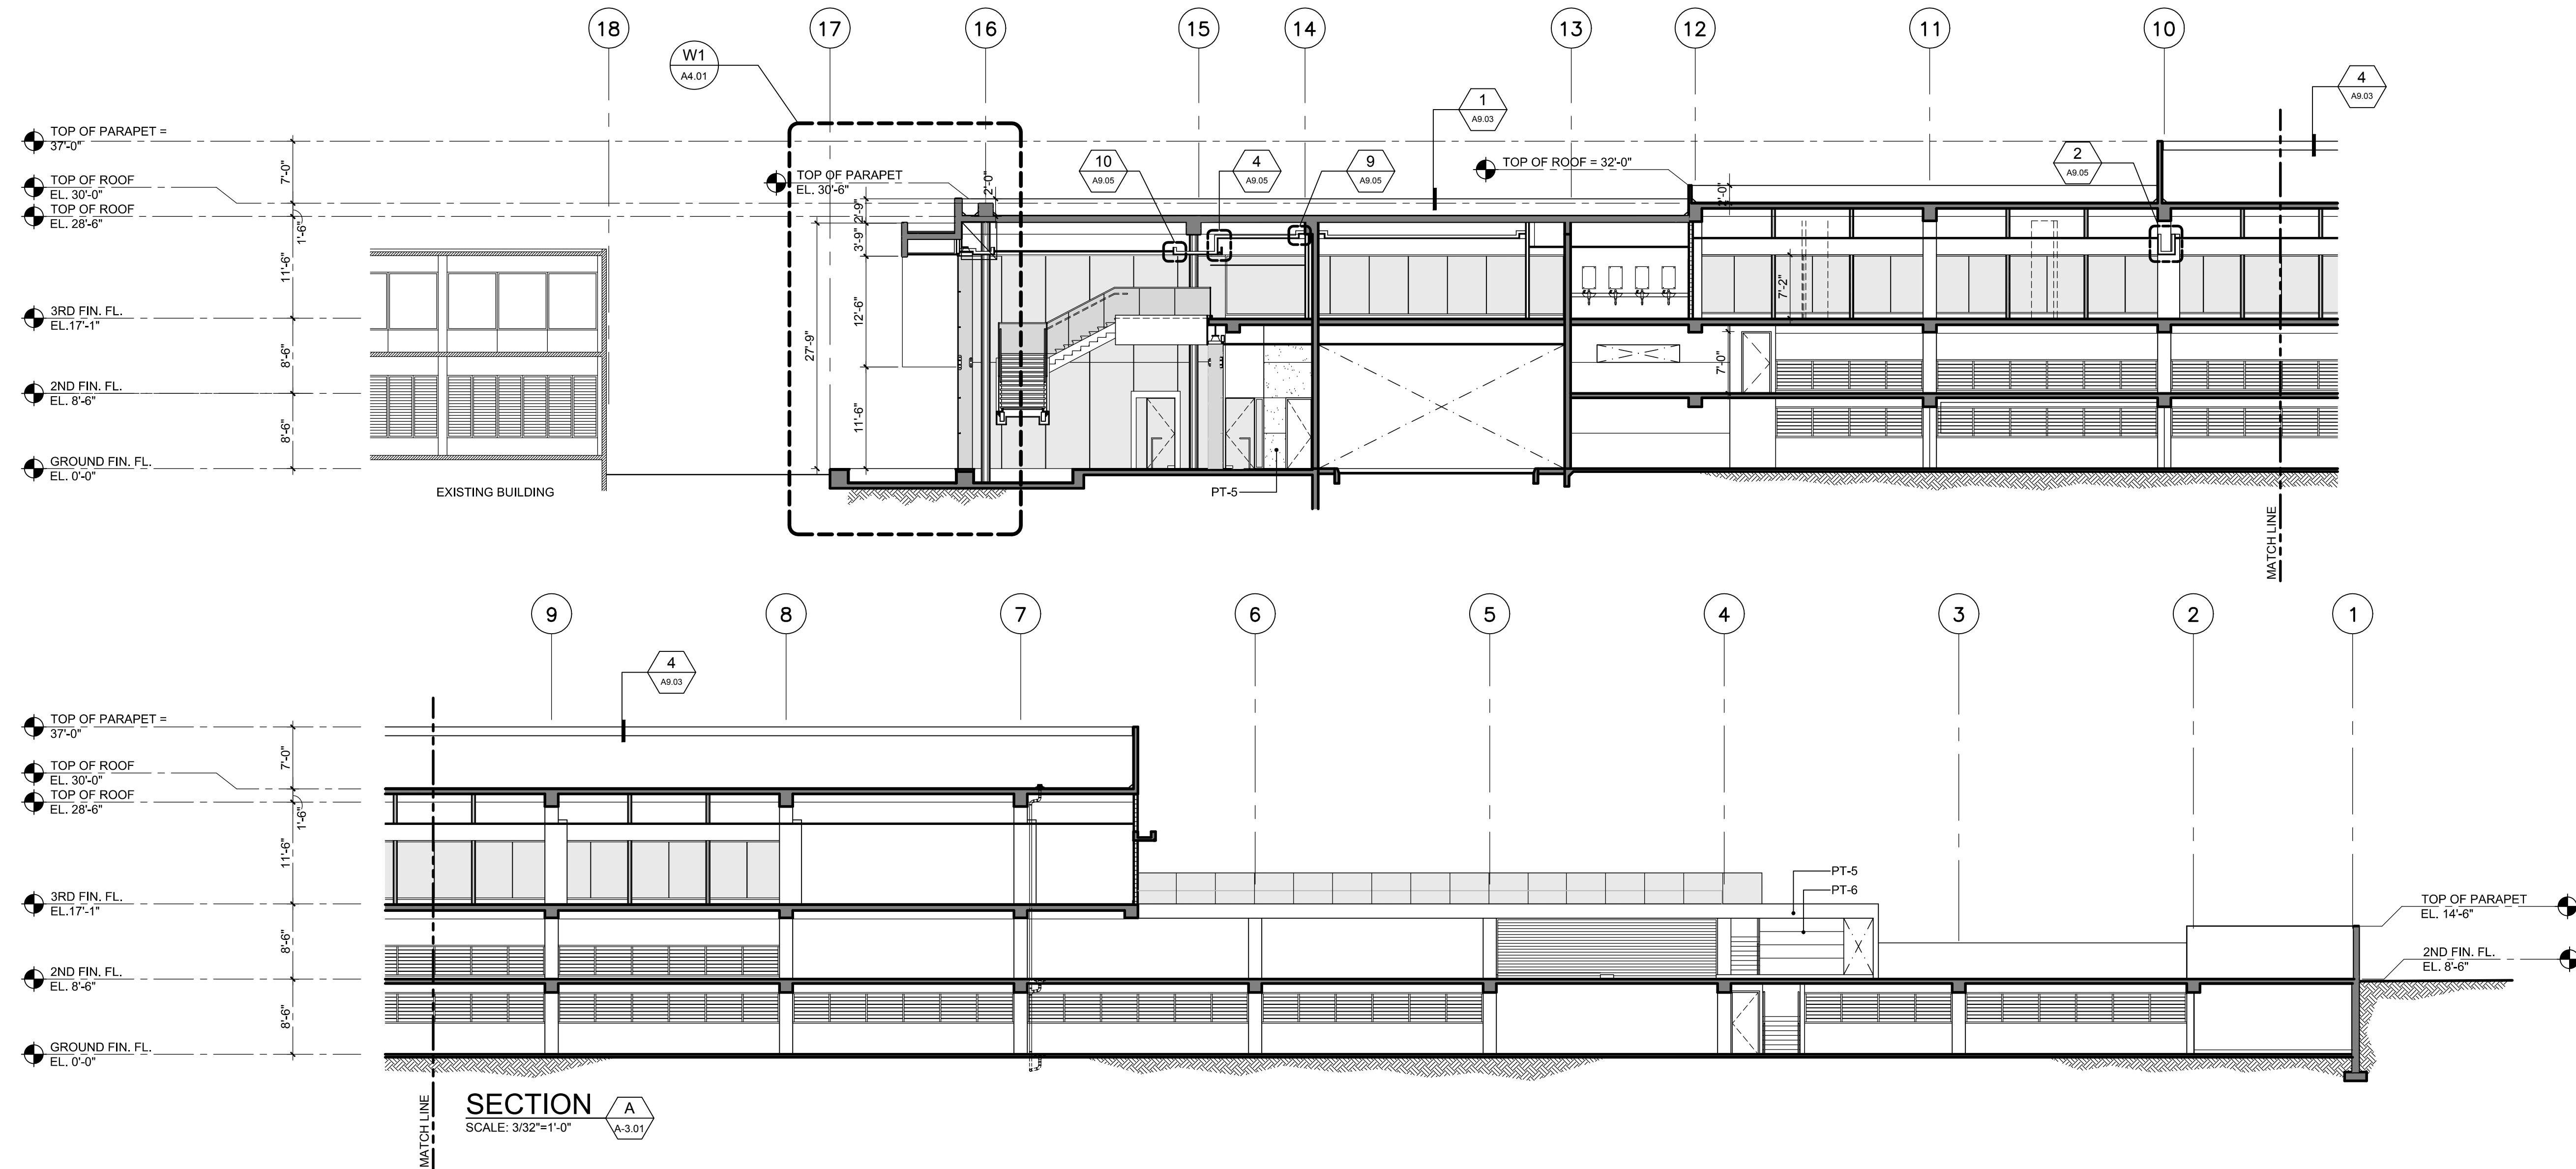 18
17
16
15
14
13
12
11
10
W1
A4.01
4
A9.03
1
A9.03
TOP OF PARAPET =
37'-0"
7'-0"
TOP OF ROOF
EL. 30'-0"
TOP OF ROOF
EL. 28'-6"
1'-6"
11'-6"
3RD FIN. FL.
EL.17'-1"
8'-6"
2ND FIN. FL.
EL. 8'-6"
8'-6"
GROUND FIN. FL.
EL. 0'-0"
EXISTING BUILDING
TOP OF PARAPET
EL. 30'-6"
2'-0"
2'-9"
3'-9"
12'-6"
27'-9"
11'-6"
10
A9.05
4
A9.05
9
A9.05
TOP OF ROOF = 32'-0"
2
A9.05
2'-0"
7'-2"
7'-0"
PT-5
MATCH LINE
9
8
7
6
5
4
3
2
1
4
A9.03
TOP OF PARAPET =
37'-0"
7'-0"
TOP OF ROOF
EL. 30'-0"
TOP OF ROOF
EL. 28'-6"
1'-6"
11'-6"
3RD FIN. FL.
EL.17'-1"
8'-6"
2ND FIN. FL.
EL. 8'-6"
8'-6"
GROUND FIN. FL.
EL. 0'-0"
PT-5
PT-6
TOP OF PARAPET
EL. 14'-6"
2ND FIN. FL.
EL. 8'-6"
MATCH LINE
SECTION
SCALE: 3/32"=1'-0"
A
A-3.01